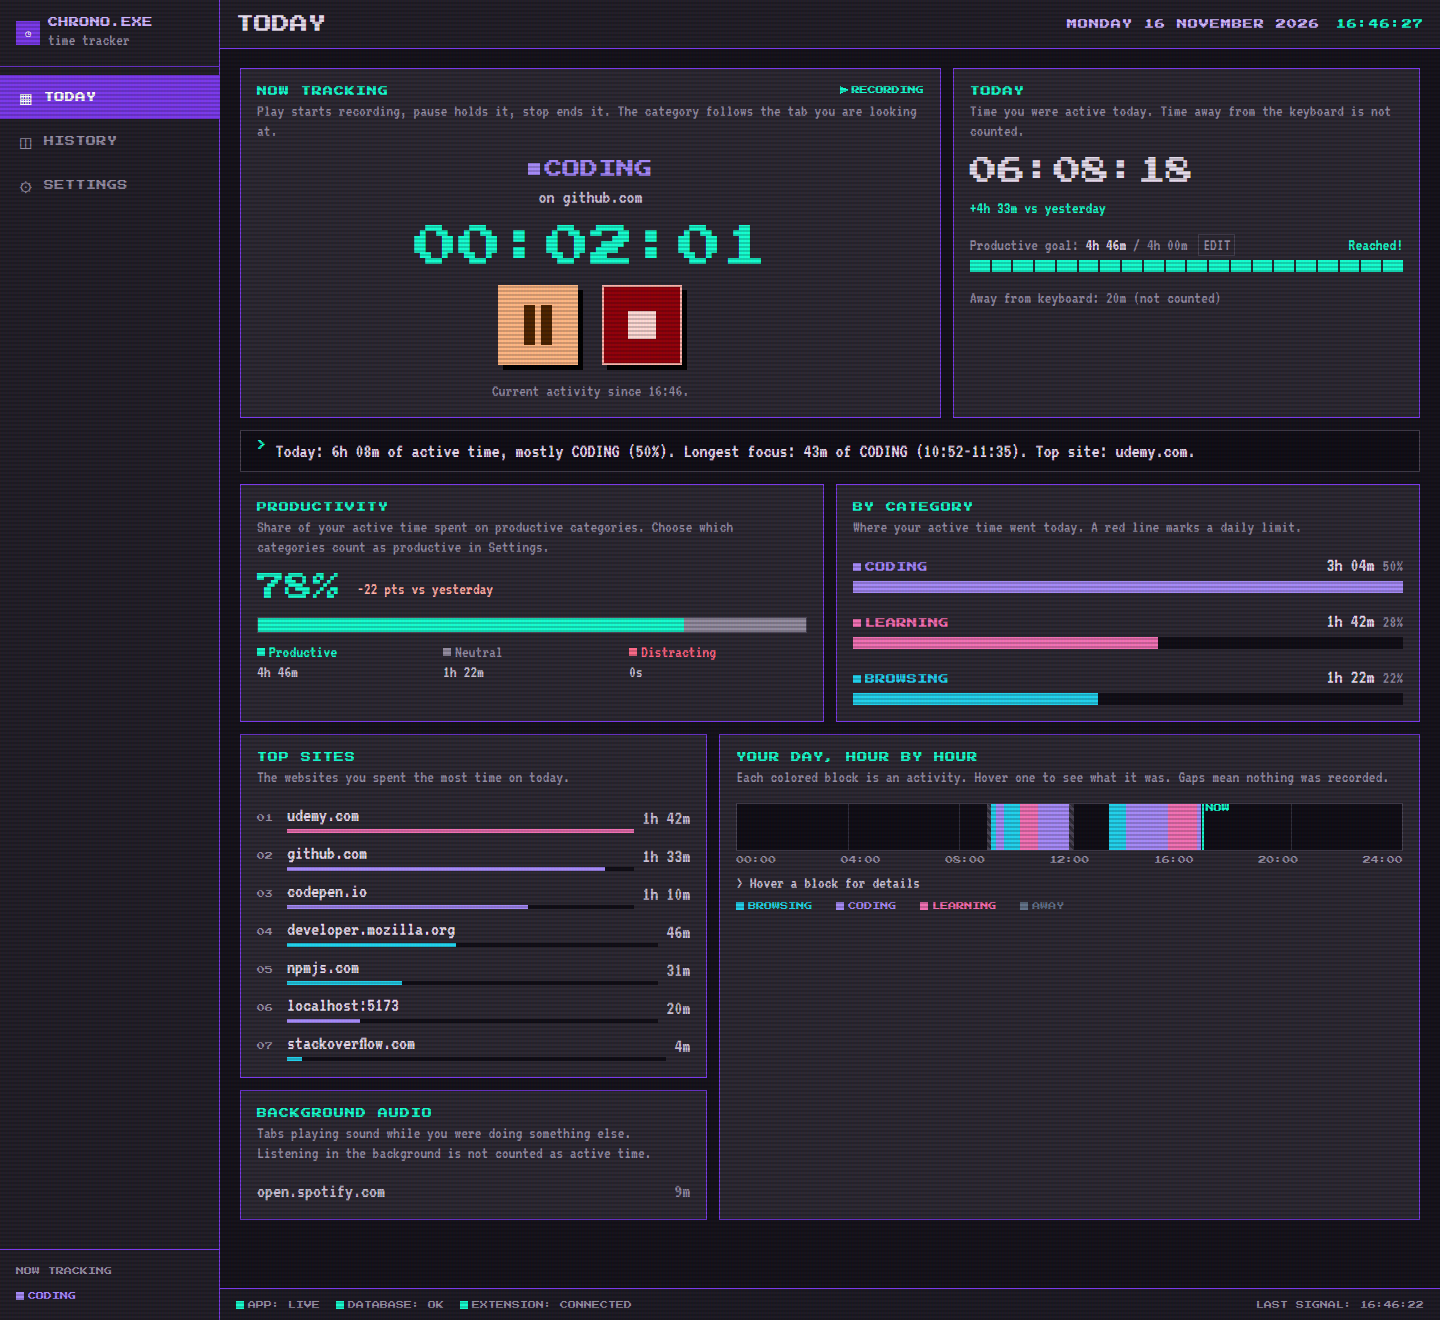 CHRONO.EXE
time tracker
TODAY
HISTORY
SETTINGS
NOW TRACKING
CODING
TODAY
MONDAY 16 NOVEMBER 2026 16:46:27
NOW TRACKING
RECORDING
Play starts recording, pause holds it, stop ends it. The category follows the tab you are looking
at.
CODING
on github.com
00:02:01
Current activity since 16:46.
TODAY
Time you were active today. Time away from the keyboard is not
counted.
06:08:18
+4h 33m vs yesterday
Productive goal: 4h 46m / 4h 00m EDIT Reached!
Away from keyboard: 20m (not counted)
> Today: 6h 08m of active time, mostly CODING (50%). Longest focus: 43m of CODING (10:52-11:35). Top site: udemy.com.
PRODUCTIVITY
Share of your active time spent on productive categories. Choose which
categories count as productive in Settings.
78% -22 pts vs yesterday
Productive Neutral Distracting
4h 46m 1h 22m 0s
BY CATEGORY
Where your active time went today. A red line marks a daily limit.
CODING 3h 04m 50%
LEARNING 1h 42m 28%
BROWSING 1h 22m 22%
TOP SITES
The websites you spent the most time on today.
01 udemy.com 1h 42m
02 github.com 1h 33m
03 codepen.io 1h 10m
04 developer.mozilla.org 46m
05 npmjs.com 31m
06 localhost:5173 20m
07 stackoverflow.com 4m
BACKGROUND AUDIO
Tabs playing sound while you were doing something else.
Listening in the background is not counted as active time.
open.spotify.com 9m
YOUR DAY, HOUR BY HOUR
Each colored block is an activity. Hover one to see what it was. Gaps mean nothing was recorded.
NOW
00:00 04:00 08:00 12:00 16:00 20:00 24:00
> Hover a block for details
BROWSING CODING LEARNING AWAY
APP: LIVE DATABASE: OK EXTENSION: CONNECTED
LAST SIGNAL: 16:46:22